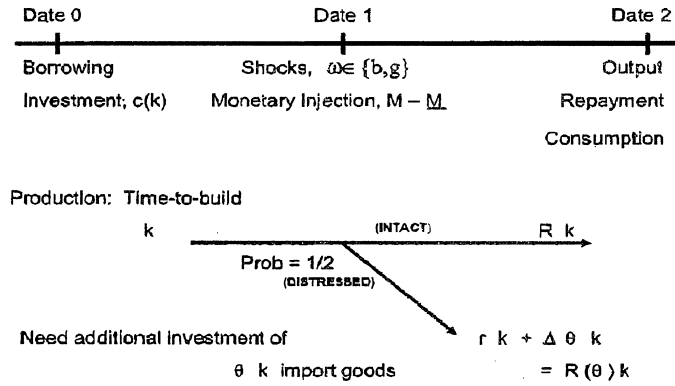 Date 0 Date 1 Date 2
Borrowing Shocks, ω∈ {b,g} Output
Investment, c(k) Monetary Injection, M – M Repayment
Consumption
Production: Time-to-build
k (INTACT) R k
Prob = 1/2
(DISTRESSED)
Need additional investment of r k + Δ θ k
θ k import goods = R(θ)k